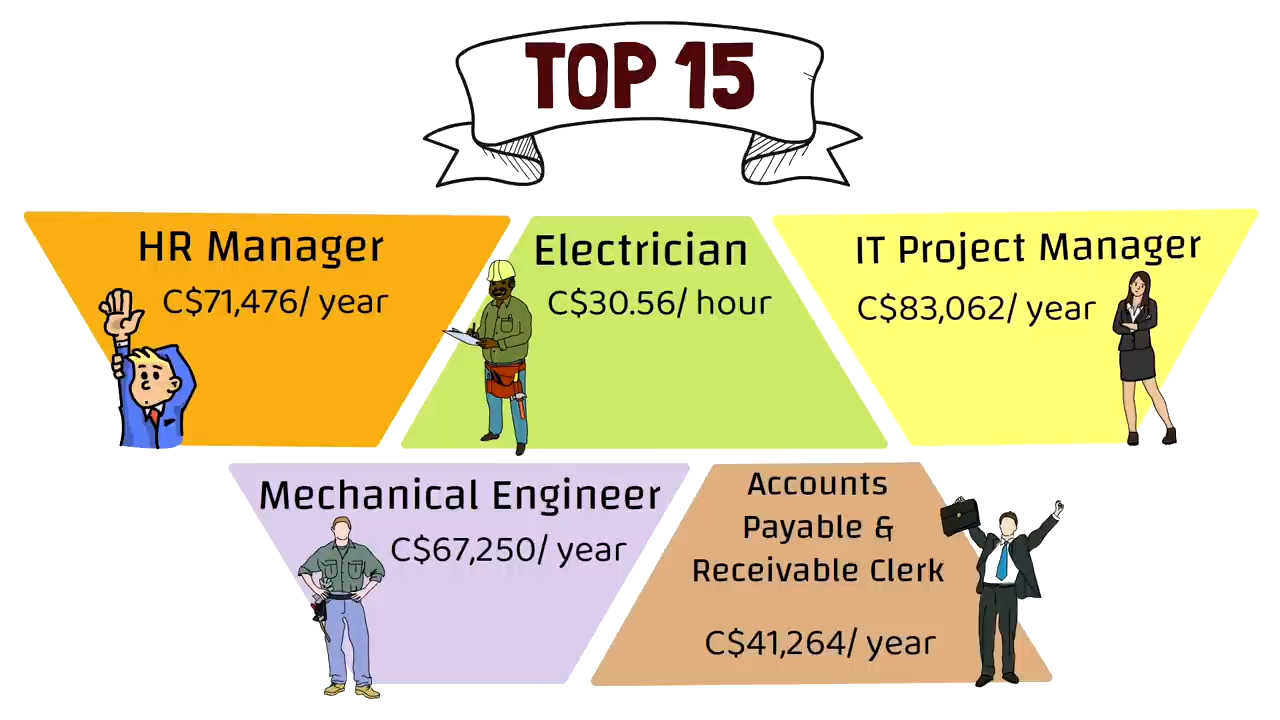 TOP 15
HR Manager
C$71,476/ year
Electrician
C$30.56/ hour
IT Project Manager
C$83,062/ year
Mechanical Engineer
C$67,250/ year
Accounts
Payable &
Receivable Clerk
C$41,264/ year